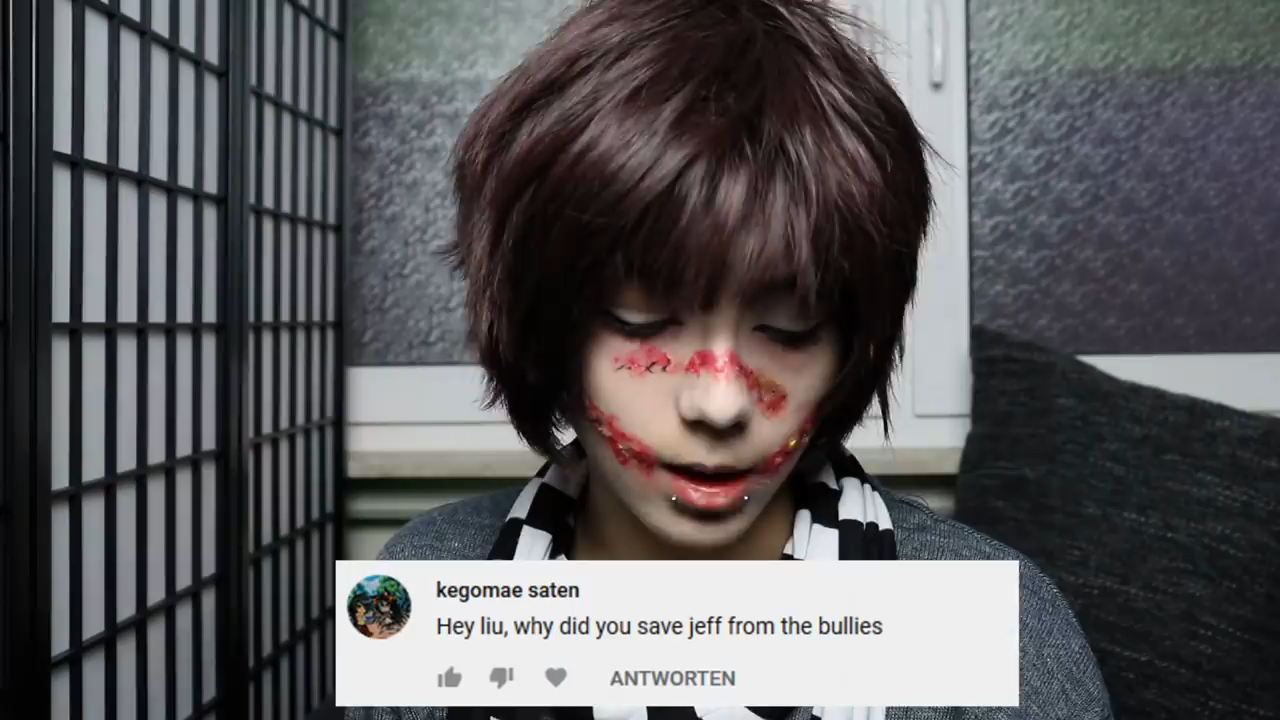 kegomae saten
Hey liu, why did you save jeff from the bullies
ANTWORTEN